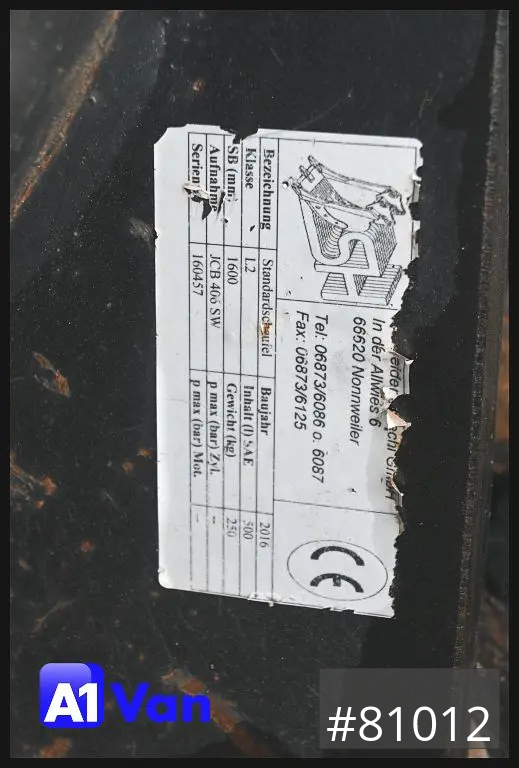 In der Allwies 6
66620 Nonnweiler
Tel: 06873/6086 o. 6087
Fax: 06873/6125
Bezeichnung Standardschaufel Baujahr 2016
Klasse L2 Inhalt (l) SAE 500
SB (mm) 1600 Gewicht (kg) 250
Aufnahme JCB 406 SW p max (bar) Zyl. --
160457 p max (bar) Mot. --
CE
A1 Van
#81012